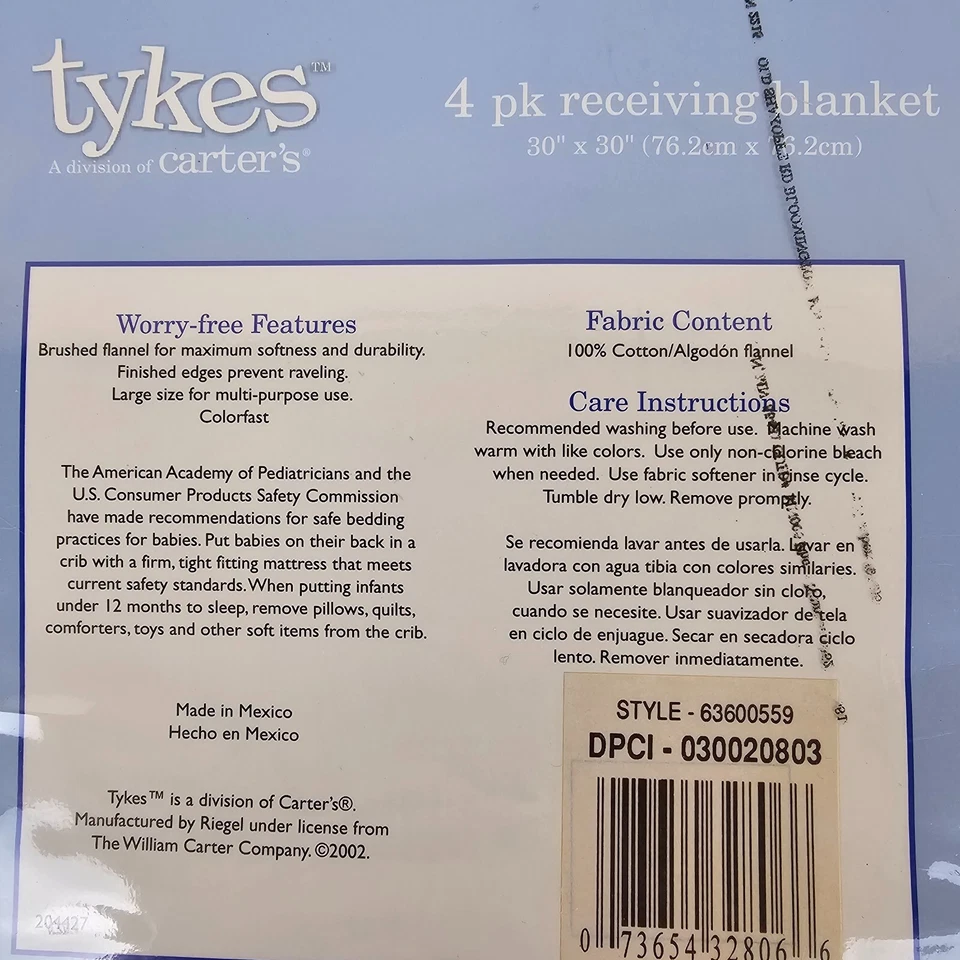 tykes™
A division of carter's®
4 pk receiving blanket
30" x 30" (76.2cm x 76.2cm)
Worry-free Features
Brushed flannel for maximum softness and durability.
Finished edges prevent raveling.
Large size for multi-purpose use.
Colorfast
The American Academy of Pediatricians and the
U.S. Consumer Products Safety Commission
have made recommendations for safe bedding
practices for babies. Put babies on their back in a
crib with a firm, tight fitting mattress that meets
current safety standards. When putting infants
under 12 months to sleep, remove pillows, quilts,
comforters, toys and other soft items from the crib.
Made in Mexico
Hecho en Mexico
Tykes™ is a division of Carter's®.
Manufactured by Riegel under license from
The William Carter Company. ©2002.
204427
Fabric Content
100% Cotton/Algodón flannel
Care Instructions
Recommended washing before use. Machine wash
warm with like colors. Use only non-chlorine bleach
when needed. Use fabric softener in rinse cycle.
Tumble dry low. Remove promptly.
Se recomienda lavar antes de usarla. Lavar en
lavadora con agua tibia con colores similaries.
Usar solamente blanqueador sin cloro,
cuando se necesite. Usar suavizador de tela
en ciclo de enjuague. Secar en secadora ciclo
lento. Remover inmediatamente.
STYLE - 63600559
DPCI - 030020803
0 73654 32806 6